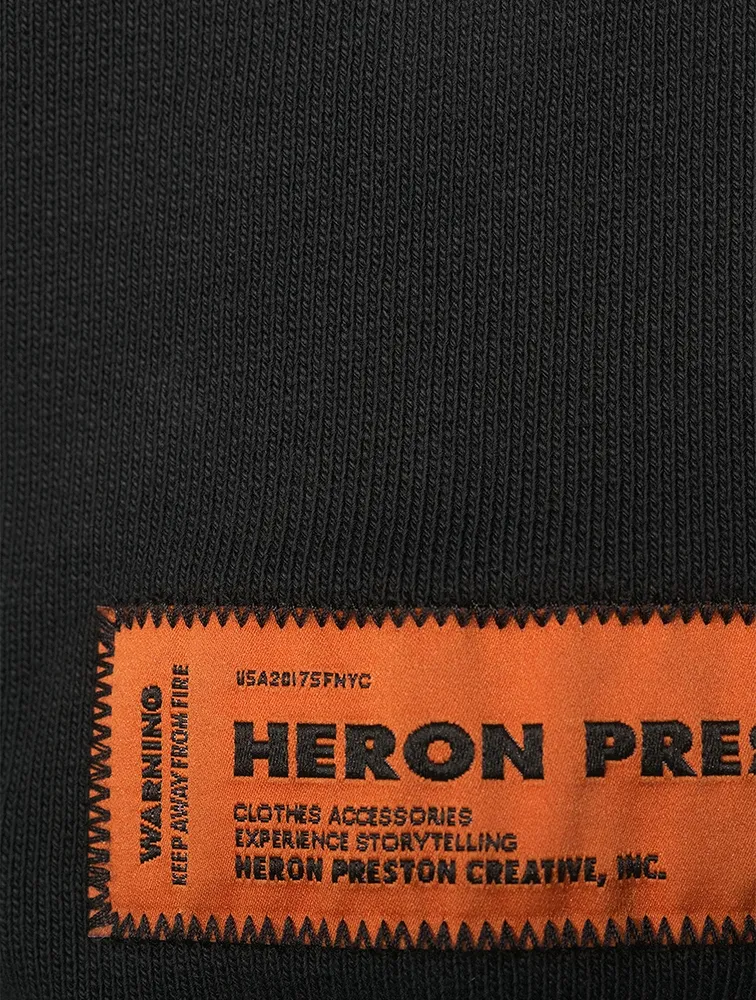 WARNING
KEEP AWAY FROM FIRE
USA2017SFNYC
HERON PRES
CLOTHES ACCESSORIES
EXPERIENCE STORYTELLING
HERON PRESTON CREATIVE, INC.